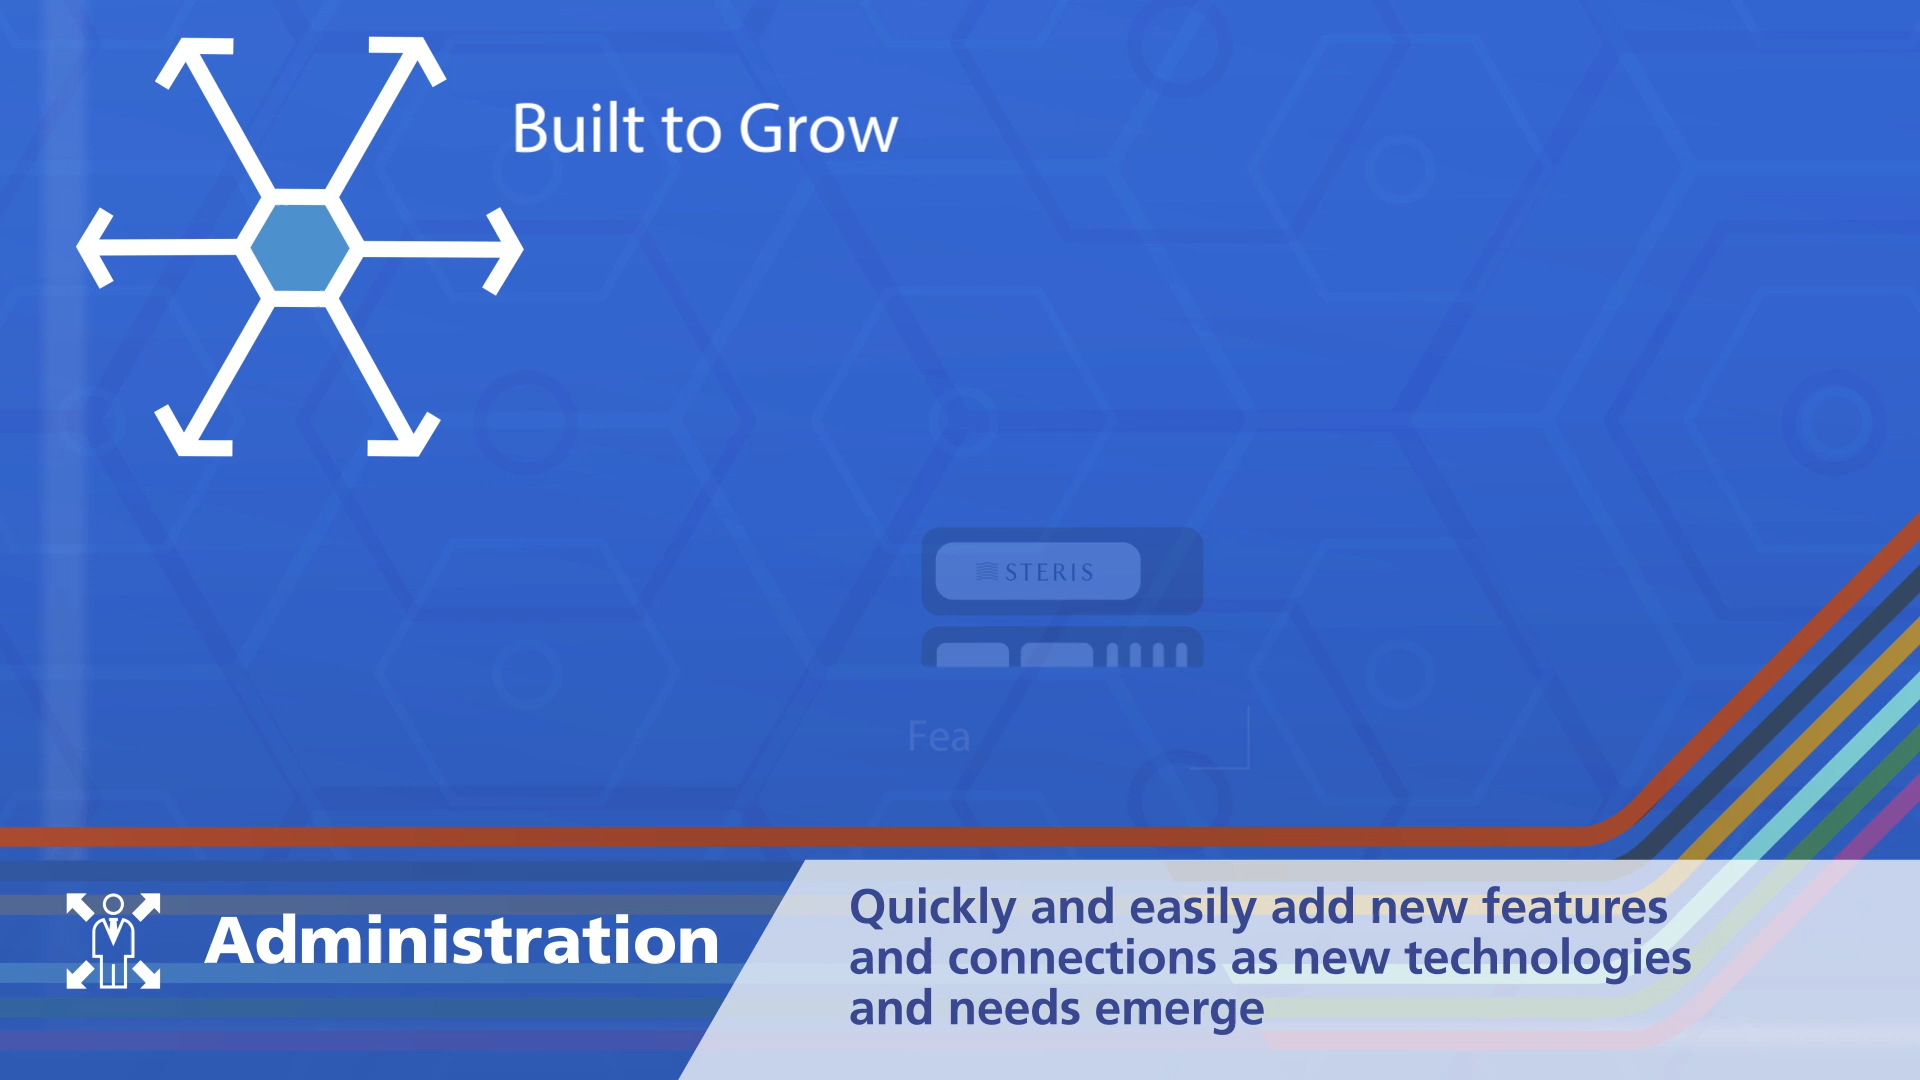 Built to Grow
STERIS
Fea
Administration
Quickly and easily add new features
and connections as new technologies
and needs emerge